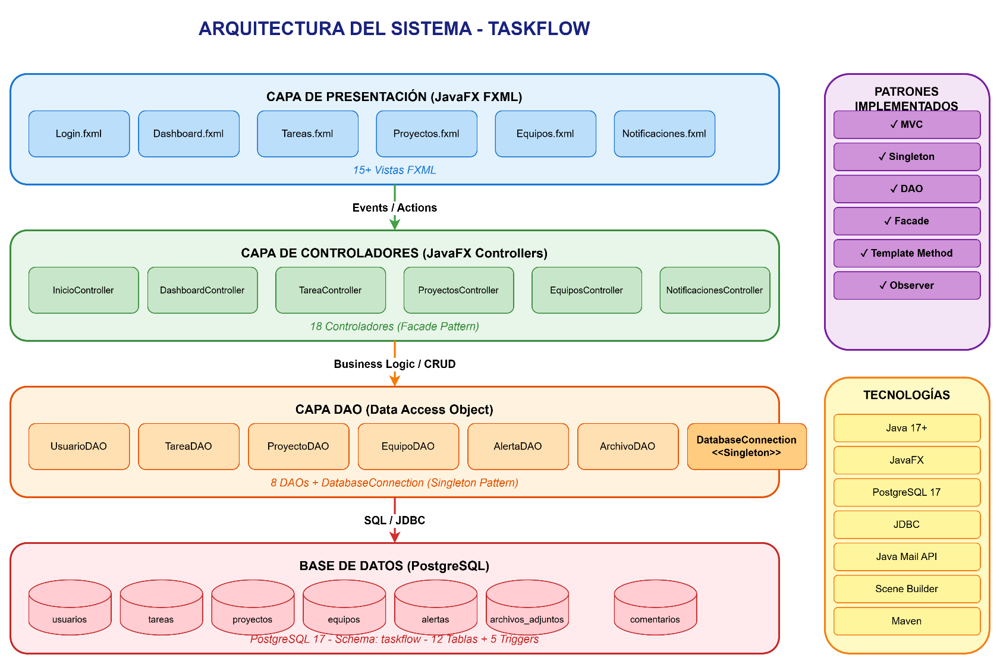 ARQUITECTURA DEL SISTEMA - TASKFLOW
CAPA DE PRESENTACIÓN (JavaFX FXML)
Login.fxml
Dashboard.fxml
Tareas.fxml
Proyectos.fxml
Equipos.fxml
Notificaciones.fxml
15+ Vistas FXML
Events / Actions
CAPA DE CONTROLADORES (JavaFX Controllers)
InicioController
DashboardController
TareaController
ProyectosController
EquiposController
NotificacionesController
18 Controladores (Facade Pattern)
Business Logic / CRUD
CAPA DAO (Data Access Object)
UsuarioDAO
TareaDAO
ProyectoDAO
EquipoDAO
AlertaDAO
ArchivoDAO
DatabaseConnection
<<Singleton>>
8 DAOs + DatabaseConnection (Singleton Pattern)
SQL / JDBC
BASE DE DATOS (PostgreSQL)
usuarios
tareas
proyectos
equipos
alertas
archivos_adjuntos
comentarios
PostgreSQL 17 - Schema: taskflow - 12 Tablas + 5 Triggers
PATRONES
IMPLEMENTADOS
✓ MVC
✓ Singleton
✓ DAO
✓ Facade
✓ Template Method
✓ Observer
TECNOLOGÍAS
Java 17+
JavaFX
PostgreSQL 17
JDBC
Java Mail API
Scene Builder
Maven